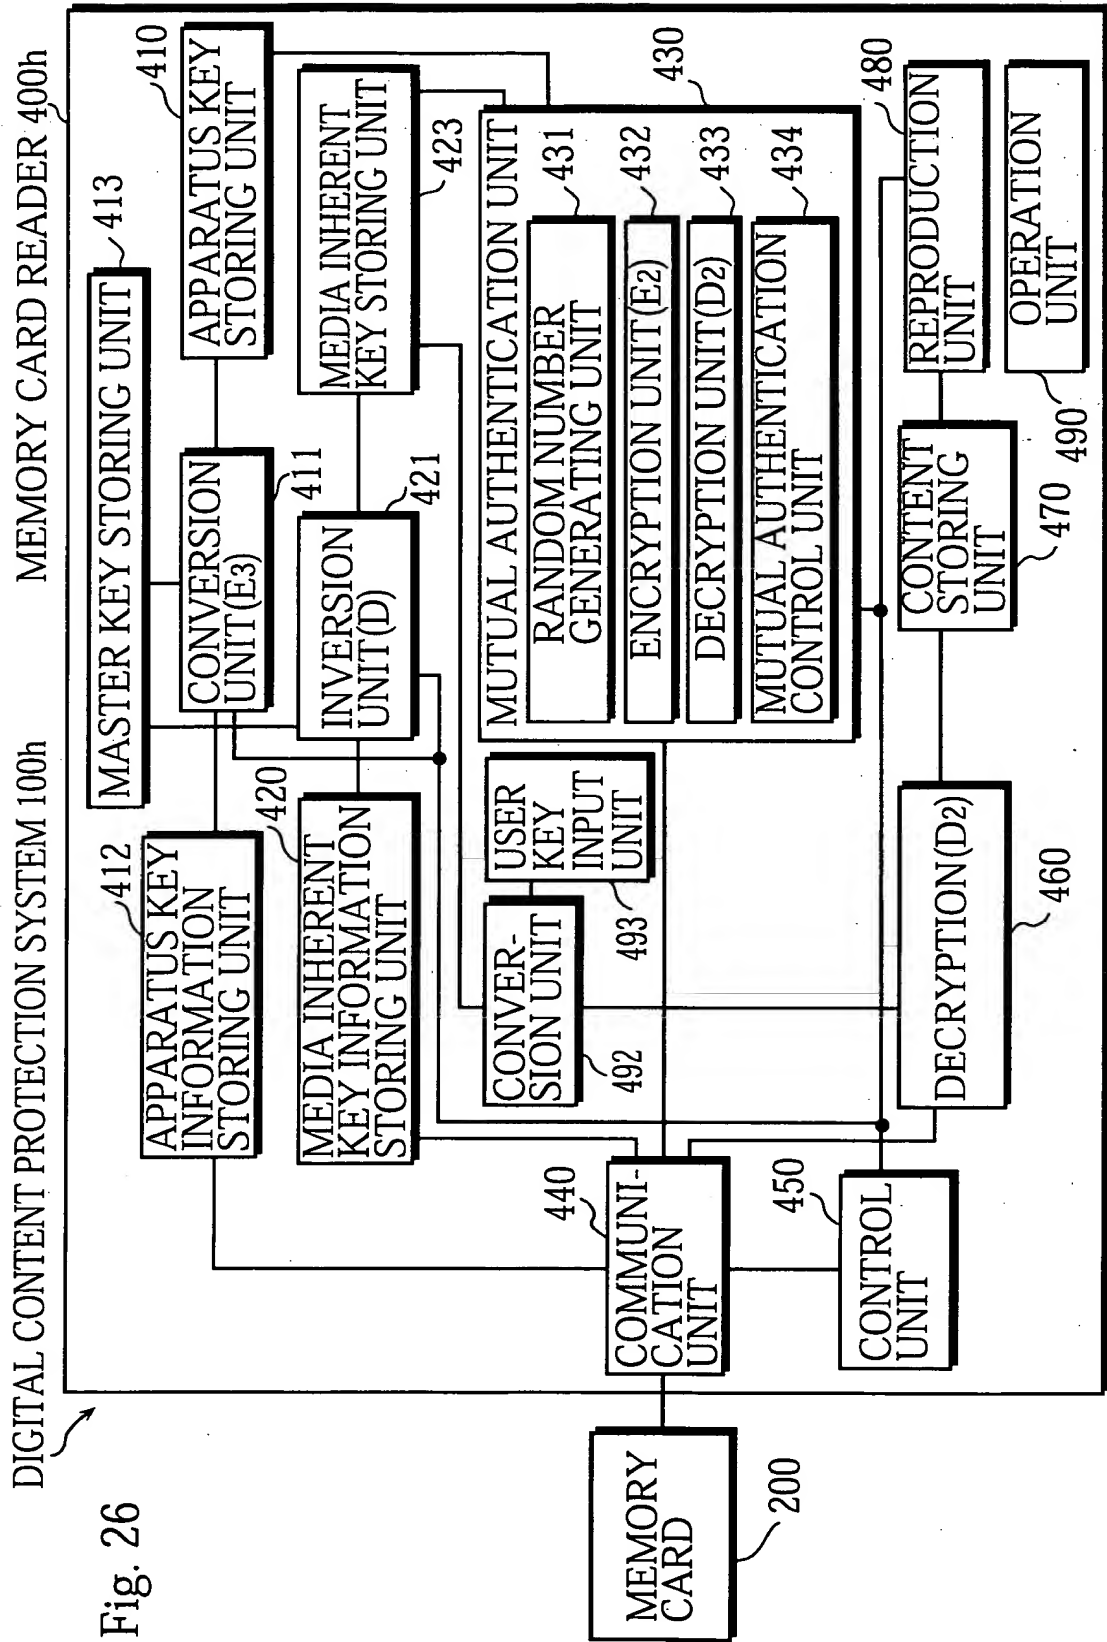 Fig. 26
DIGITAL CONTENT PROTECTION SYSTEM 100h
MEMORY CARD READER 400h
MASTER KEY STORING UNIT
413
APPARATUS KEY
INFORMATION
STORING UNIT
412
CONVERSION
UNIT(E3)
411
APPARATUS KEY
STORING UNIT
410
MEDIA INHERENT
KEY INFORMATION
STORING UNIT
420
INVERSION
UNIT(D)
421
MEDIA INHERENT
KEY STORING UNIT
423
CONVER-
SION UNIT
492
USER
KEY
INPUT
UNIT
493
MUTUAL AUTHENTICATION UNIT
430
RANDOM NUMBER
GENERATING UNIT
431
ENCRYPTION UNIT(E2)
432
DECRYPTION UNIT(D2)
433
MUTUAL AUTHENTICATION
CONTROL UNIT
434
MEMORY
CARD
200
COMMUNI-
CATION
UNIT
440
CONTROL
UNIT
450
DECRYPTION(D2)
460
CONTENT
STORING
UNIT
470
REPRODUCTION
UNIT
480
OPERATION
UNIT
490